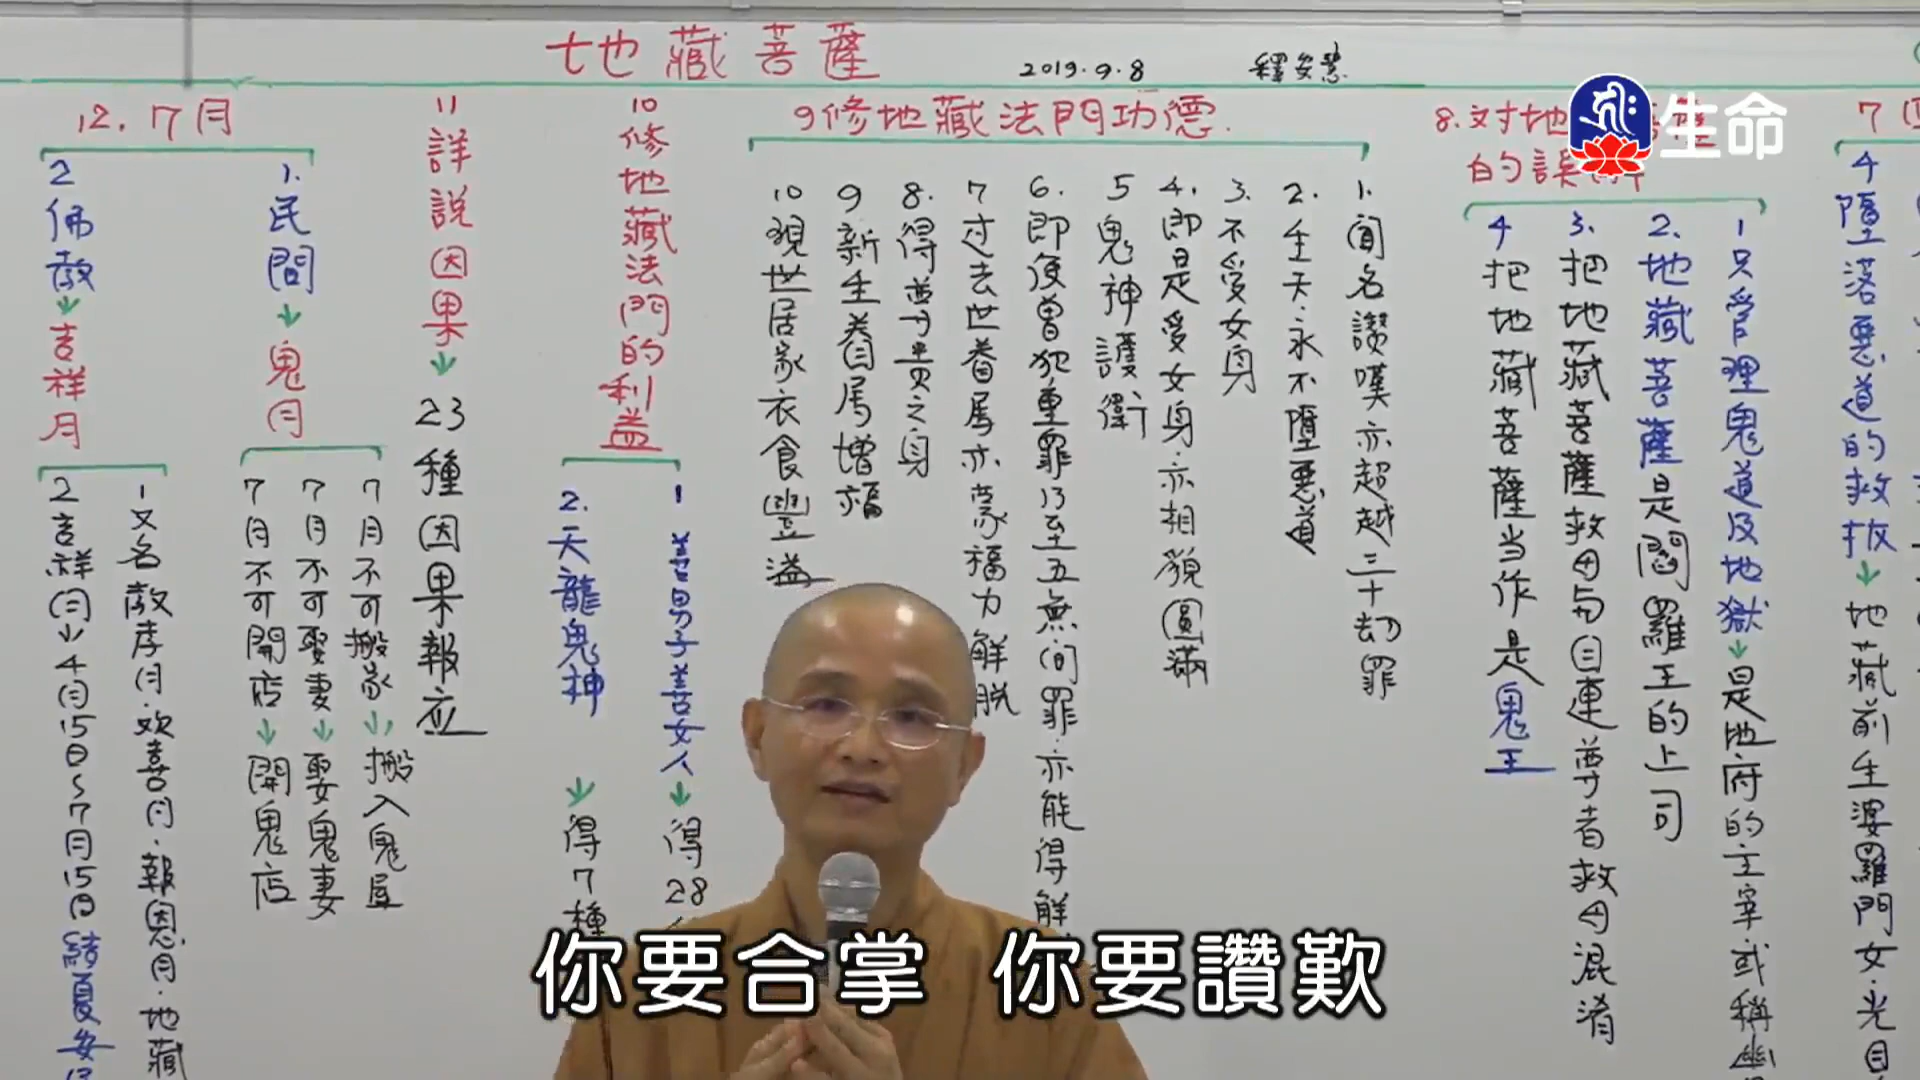 地藏菩薩
2019.9.8
釋安慧
生命
7
4
墮落惡道的救拔→地藏前生婆羅門女.光目
8.对地
的誤
1只管理鬼道及地獄→是地府的主宰或稱幽
2.地藏菩薩是閻羅王的上司
3.把地藏菩薩救母与目連尊者救母混淆
4把地藏菩薩当作是鬼王
9修地藏法門功德.
1.聞名讚嘆亦超越三十劫罪
2.生天.永不墮惡道
3.不受女身
4.即是受女身.亦相貌圓滿
5鬼神護衛
6.即便曾犯重罪乃至五無間罪.亦能得解
7过去世眷属亦蒙福力解脱
8.得尊貴之身
9新生眷属增福
10現世居家衣食豐溢
10修地藏法門的利益
1善男子善女人→得28
2.天龍鬼神→得7種
11詳説因果→23種因果報应
12.7月
1.民間→鬼月
7月不可搬家→搬入鬼屋
7月不可娶妻→娶鬼妻
7月不可開店→開鬼店
2佛教→吉祥月
1又名教孝月.欢喜月.報恩月.地藏
2吉祥月→4月15日~7月15日結夏安
你要合掌 你要讚歎